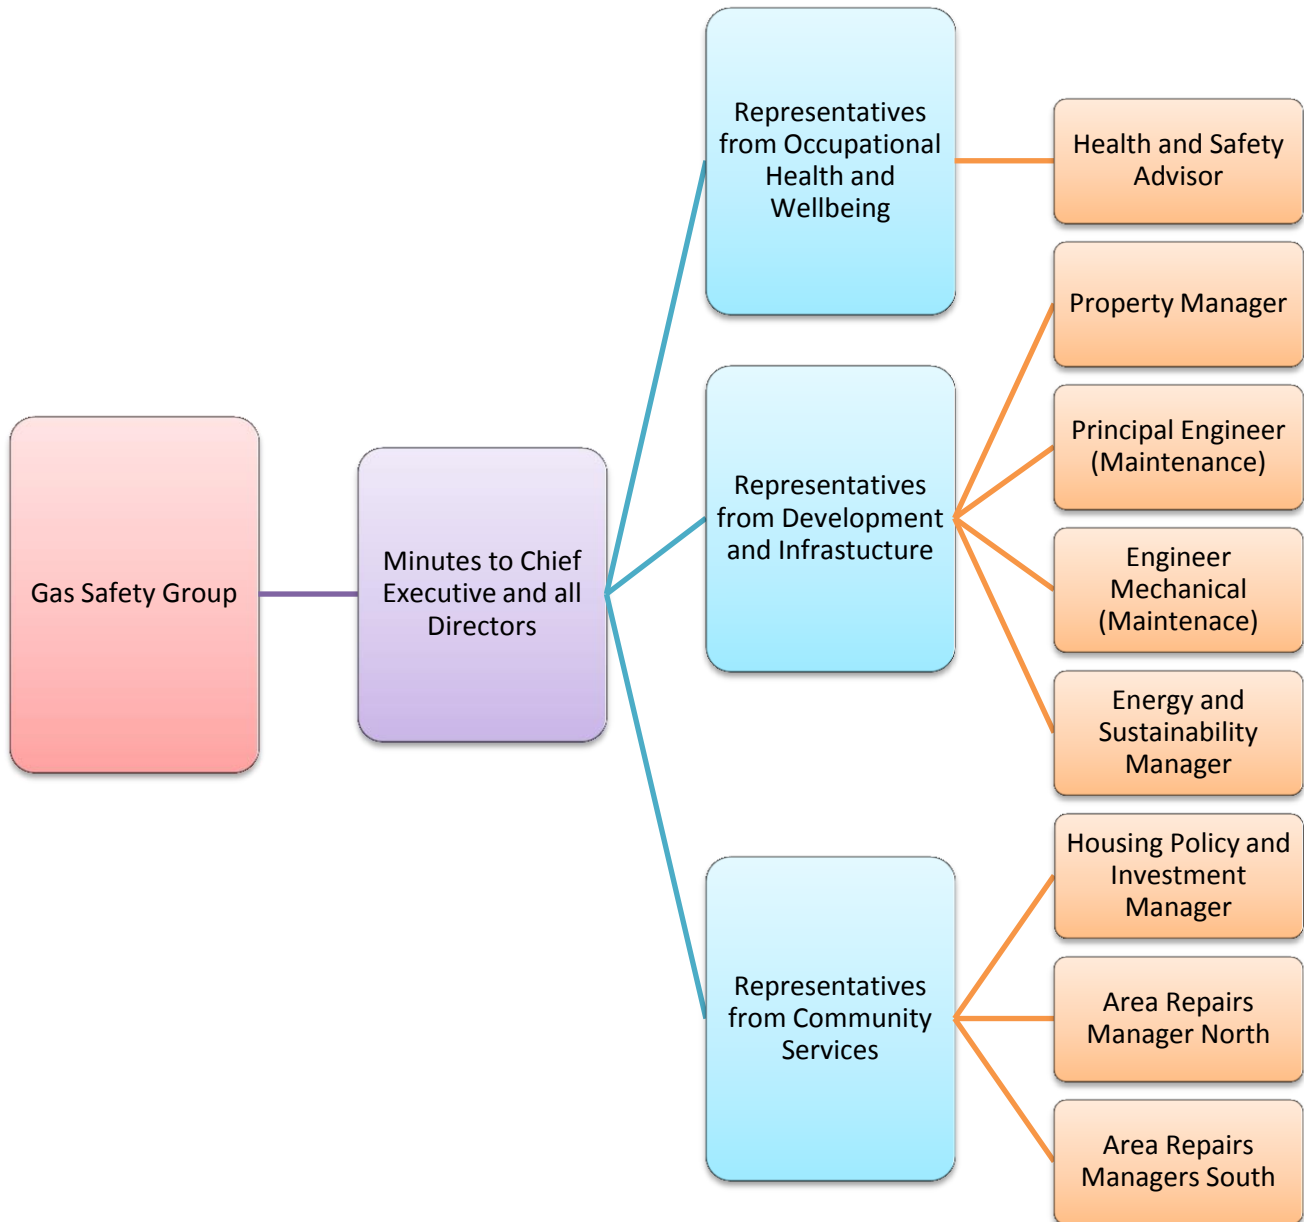 Gas Safety Group
Minutes to Chief
Executive and all
Directors
Representatives
from Occupational
Health and
Wellbeing
Health and Safety
Advisor
Representatives
from Development
and Infrastucture
Property Manager
Principal Engineer
(Maintenance)
Engineer
Mechanical
(Maintenace)
Energy and
Sustainability
Manager
Representatives
from Community
Services
Housing Policy and
Investment
Manager
Area Repairs
Manager North
Area Repairs
Managers South